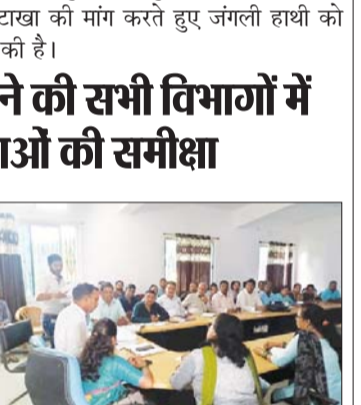 टाखा की मांग करते हुए जंगली हाथी को
की है।
ने की सभी विभागों में
ओं की समीक्षा